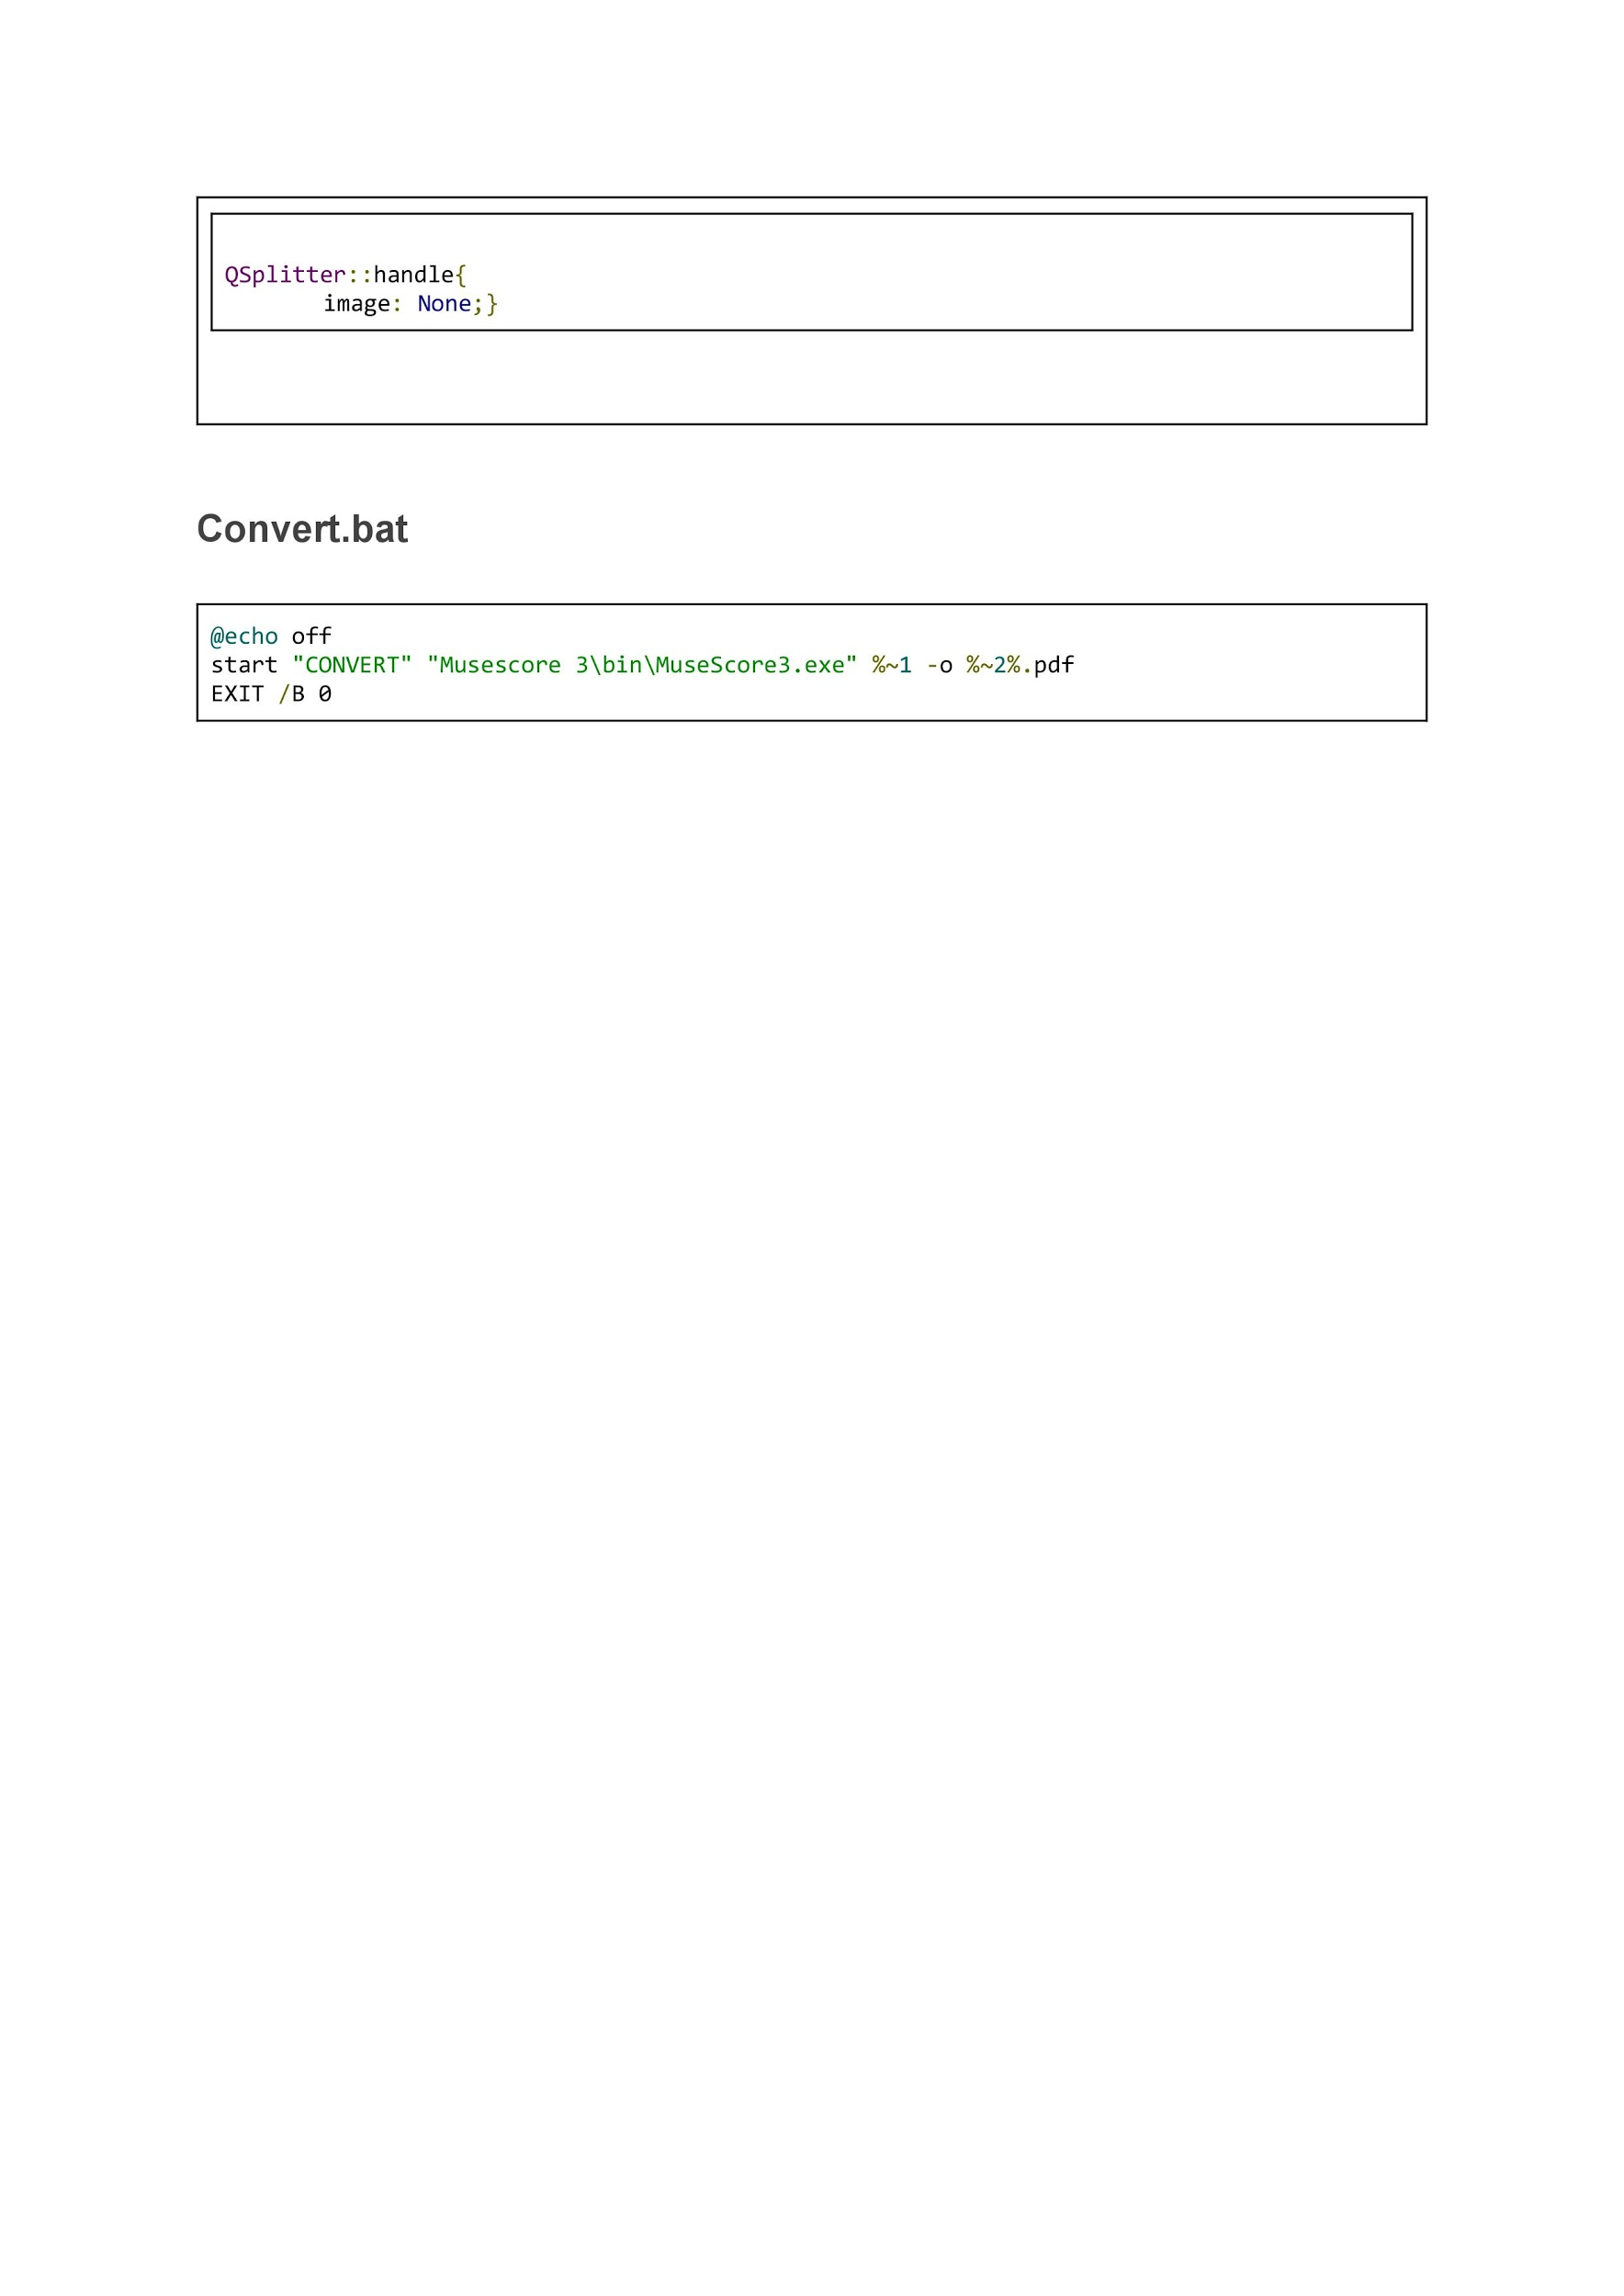 QSplitter::handle{
        image: None;}
Convert.bat
@echo off
start "CONVERT" "Musescore 3\bin\MuseScore3.exe" %~1 -o %~2%.pdf
EXIT /B 0